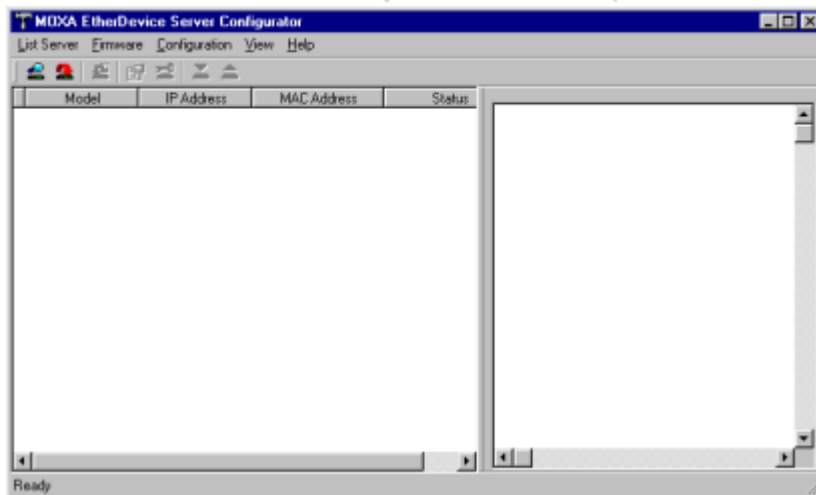 MOXA EtherDevice Server Configurator
List Server Firmware Configuration View Help
Model IP Address MAC Address Status
Ready